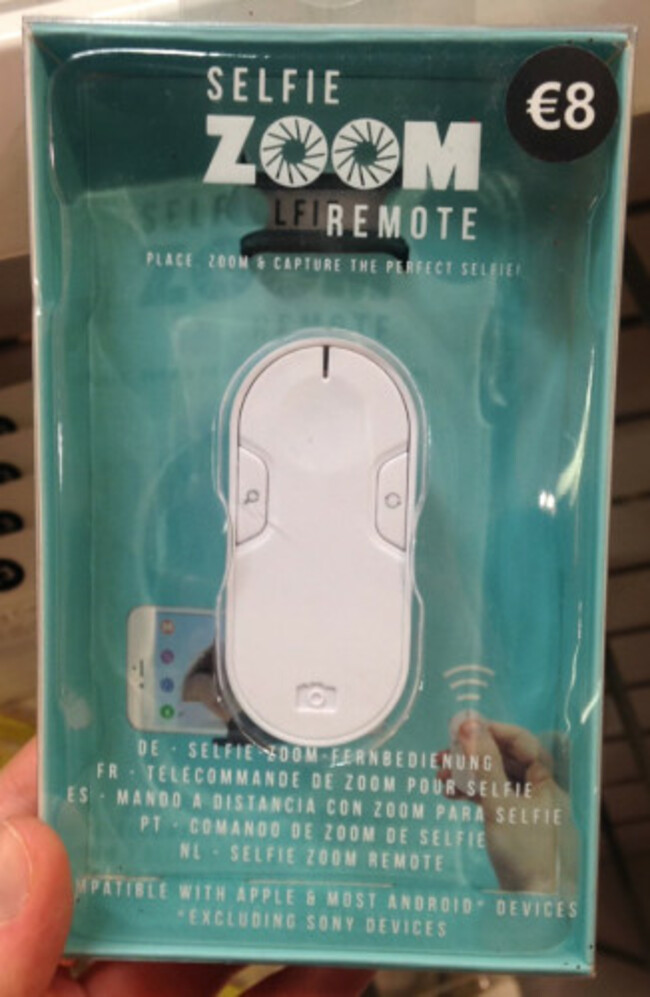 SELFIE
ZOOM
REMOTE
€8
PLACE, ZOOM & CAPTURE THE PERFECT SELFIE!
DE - SELFIE-ZOOM-FERNBEDIENUNG
FR - TELECOMMANDE DE ZOOM POUR SELFIE
ES - MANDO A DISTANCIA CON ZOOM PARA SELFIE
PT - COMANDO DE ZOOM DE SELFIE
NL - SELFIE ZOOM REMOTE
MPATIBLE WITH APPLE & MOST ANDROID* DEVICES
*EXCLUDING SONY DEVICES